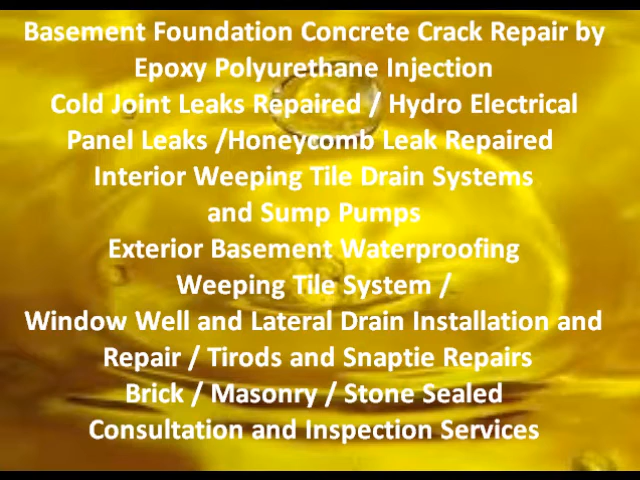 Basement Foundation Concrete Crack Repair by
Epoxy Polyurethane Injection
Cold Joint Leaks Repaired / Hydro Electrical
Panel Leaks /Honeycomb Leak Repaired
Interior Weeping Tile Drain Systems
and Sump Pumps
Exterior Basement Waterproofing
Weeping Tile System /
Window Well and Lateral Drain Installation and
Repair / Tirods and Snaptie Repairs
Brick / Masonry / Stone Sealed
Consultation and Inspection Services